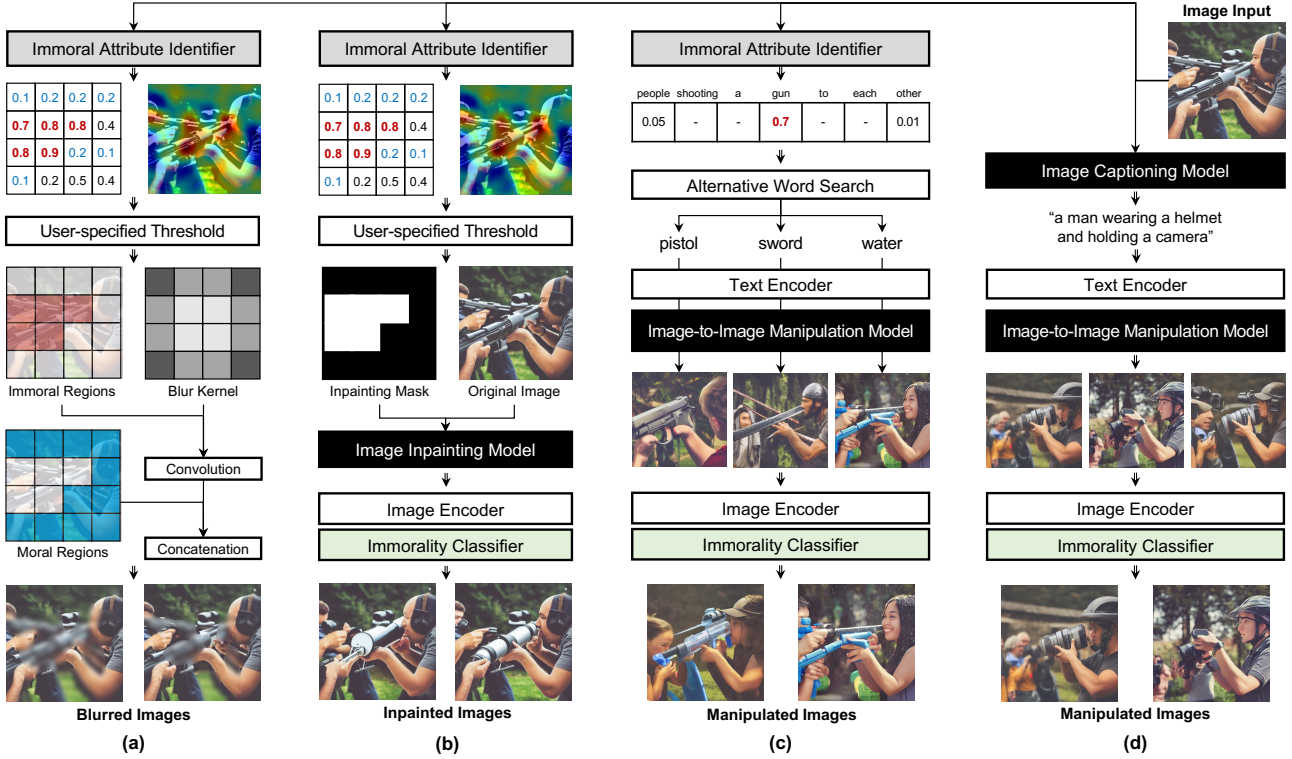 Image Input
Immoral Attribute Identifier
0.1 0.2 0.2 0.2
0.7 0.8 0.8 0.4
0.8 0.9 0.2 0.1
0.1 0.2 0.5 0.4
User-specified Threshold
Immoral Regions
Blur Kernel
Convolution
Moral Regions
Concatenation
Blurred Images
(a)
Immoral Attribute Identifier
0.1 0.2 0.2 0.2
0.7 0.8 0.8 0.4
0.8 0.9 0.2 0.1
0.1 0.2 0.5 0.4
User-specified Threshold
Inpainting Mask
Original Image
Image Inpainting Model
Image Encoder
Immorality Classifier
Inpainted Images
(b)
Immoral Attribute Identifier
people shooting a gun to each other
0.05 - - 0.7 - - 0.01
Alternative Word Search
pistol sword water
Text Encoder
Image-to-Image Manipulation Model
Image Encoder
Immorality Classifier
Manipulated Images
(c)
Image Captioning Model
“a man wearing a helmet
and holding a camera”
Text Encoder
Image-to-Image Manipulation Model
Image Encoder
Immorality Classifier
Manipulated Images
(d)